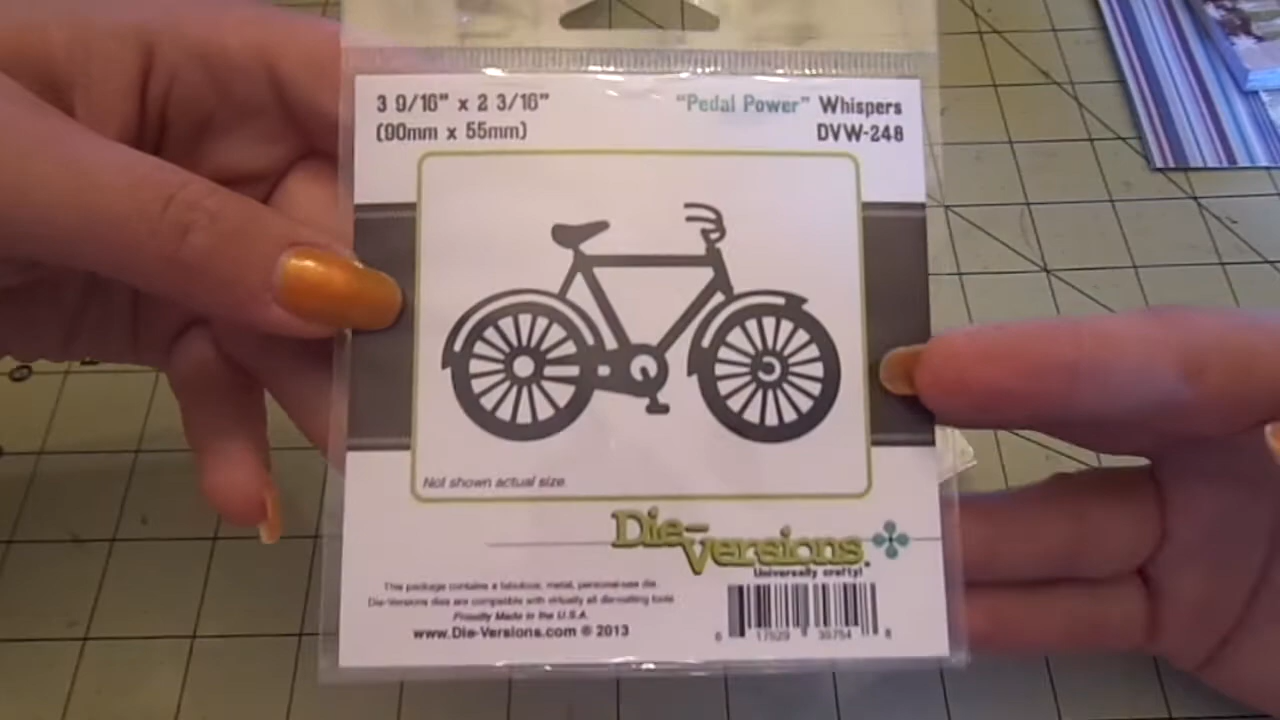 3 9/16" x 2 3/16"
(90mm x 55mm)
"Pedal Power" Whispers
DVW-248
Not shown actual size.
Die-Versions
Universally crafty!
This package contains a fabulous, metal, personal-use die.
Die-Versions dies are compatible with virtually all die-cutting tools
Proudly Made in the U.S.A.
www.Die-Versions.com © 2013